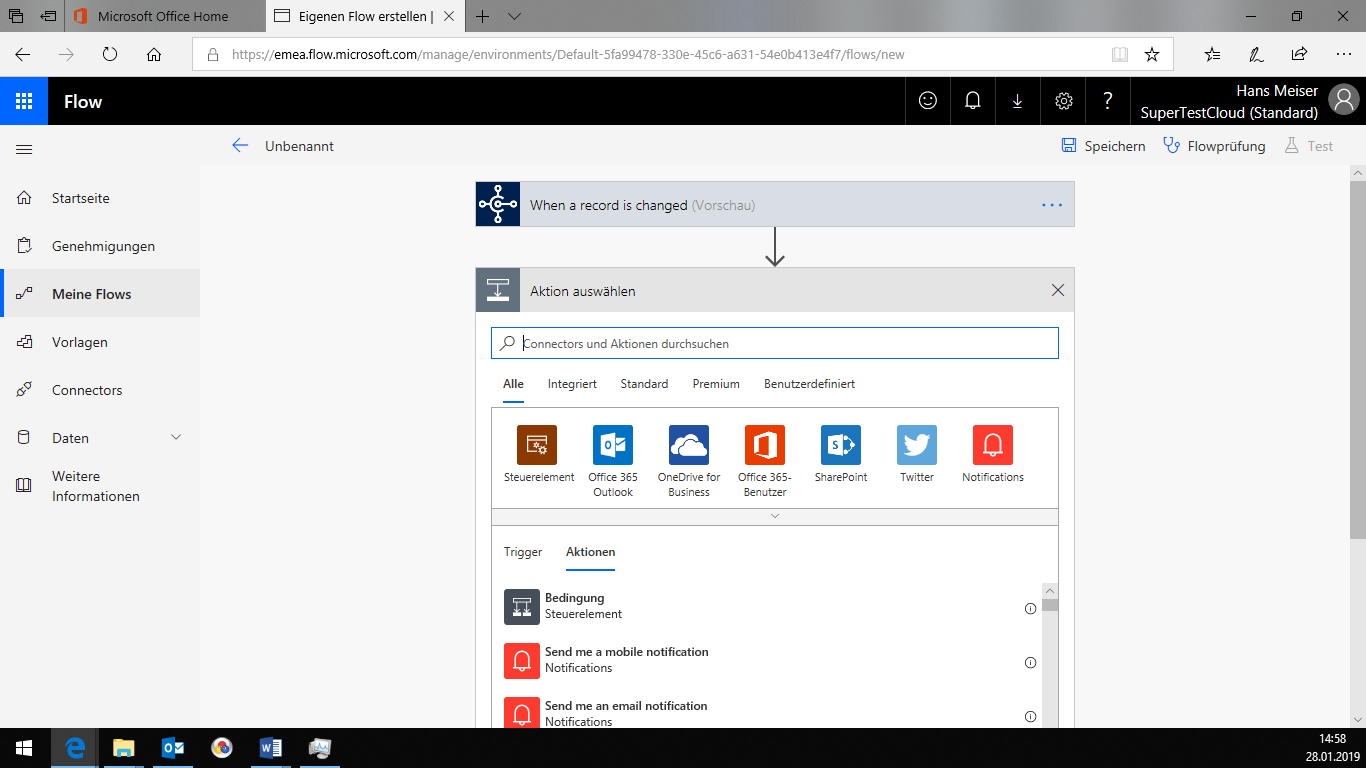 Microsoft Office Home
Eigenen Flow erstellen |
https://emea.flow.microsoft.com/manage/environments/Default-5fa99478-330e-45c6-a631-54e0b413e4f7/flows/new
Flow
?
Hans Meiser
SuperTestCloud (Standard)
Unbenannt
Speichern
Flowprüfung
Test
Startseite
Genehmigungen
Meine Flows
Vorlagen
Connectors
Daten
Weitere
Informationen
When a record is changed (Vorschau)
Aktion auswählen
Connectors und Aktionen durchsuchen
Alle
Integriert
Standard
Premium
Benutzerdefiniert
Steuerelement
Office 365
Outlook
OneDrive for
Business
Office 365-
Benutzer
SharePoint
Twitter
Notifications
Trigger
Aktionen
Bedingung
Steuerelement
Send me a mobile notification
Notifications
Send me an email notification
Notifications
14:58
28.01.2019